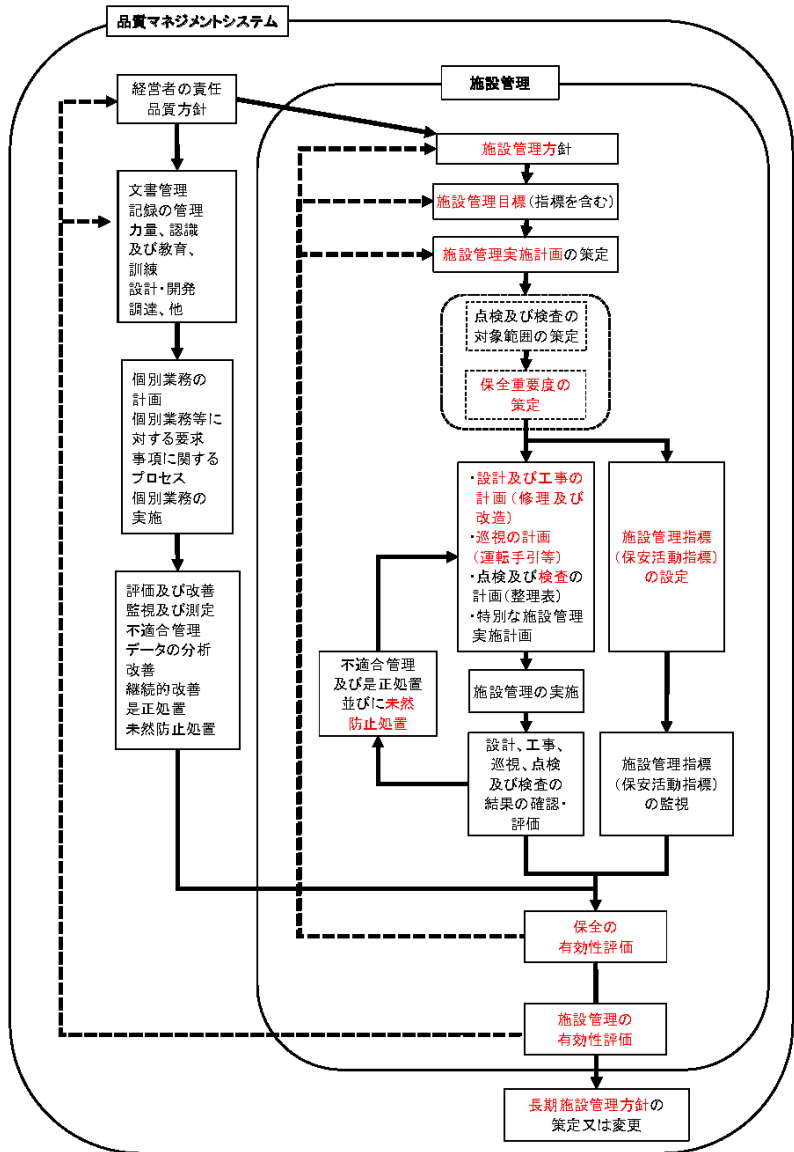 品質マネジメントシステム
経営者の責任
品質方針
文書管理
記録の管理
力量、認識
及び教育、
訓練
設計・開発
調達、他
個別業務の
計画
個別業務等に
対する要求
事項に関する
プロセス
個別業務の
実施
評価及び改善
監視及び測定
不適合管理
データの分析
改善
継続的改善
是正処置
未然防止処置
施設管理
施設管理方針
施設管理目標(指標を含む)
施設管理実施計画の策定
点検及び検査の
対象範囲の策定
保全重要度の
策定
・設計及び工事の
計画(修理及び
改造)
・巡視の計画
(運転手引等)
・点検及び検査の
計画(整理表)
・特別な施設管理
実施計画
施設管理指標
(保安活動指標)
の設定
不適合管理
及び是正処置
並びに未然
防止処置
施設管理の実施
設計、工事、
巡視、点検
及び検査の
結果の確認・
評価
施設管理指標
(保安活動指標)
の監視
保全の
有効性評価
施設管理の
有効性評価
長期施設管理方針の
策定又は変更